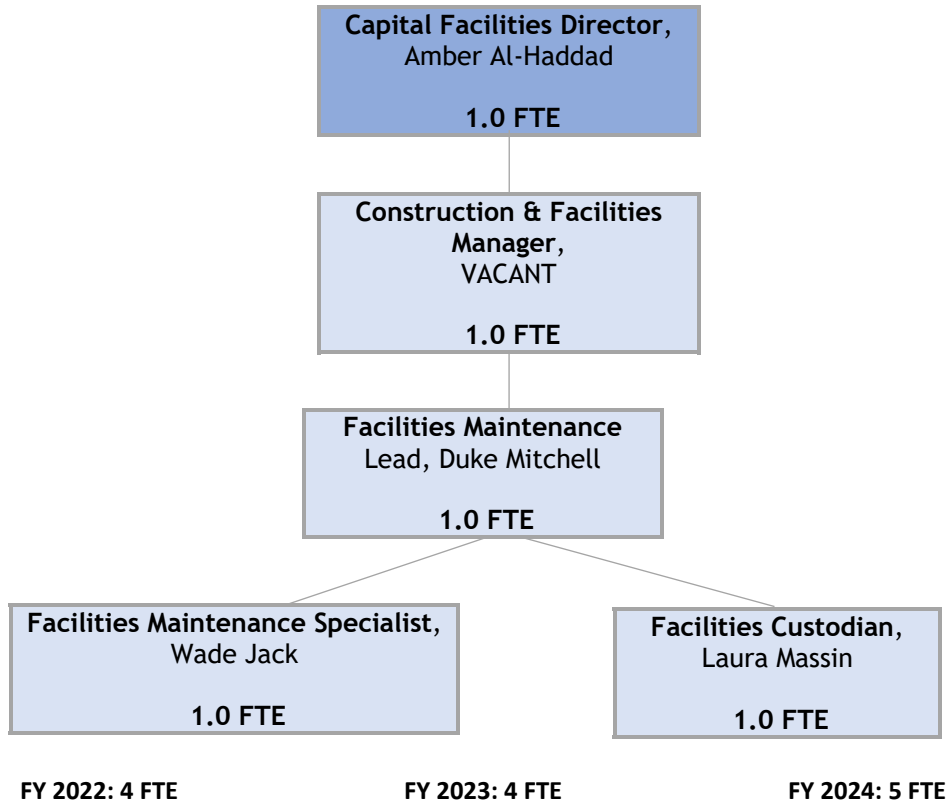 Capital Facilities Director,
Amber Al-Haddad
1.0 FTE
Construction & Facilities
Manager,
VACANT
1.0 FTE
Facilities Maintenance
Lead, Duke Mitchell
1.0 FTE
Facilities Maintenance Specialist,
Wade Jack
1.0 FTE
Facilities Custodian,
Laura Massin
1.0 FTE
FY 2022: 4 FTE
FY 2023: 4 FTE
FY 2024: 5 FTE